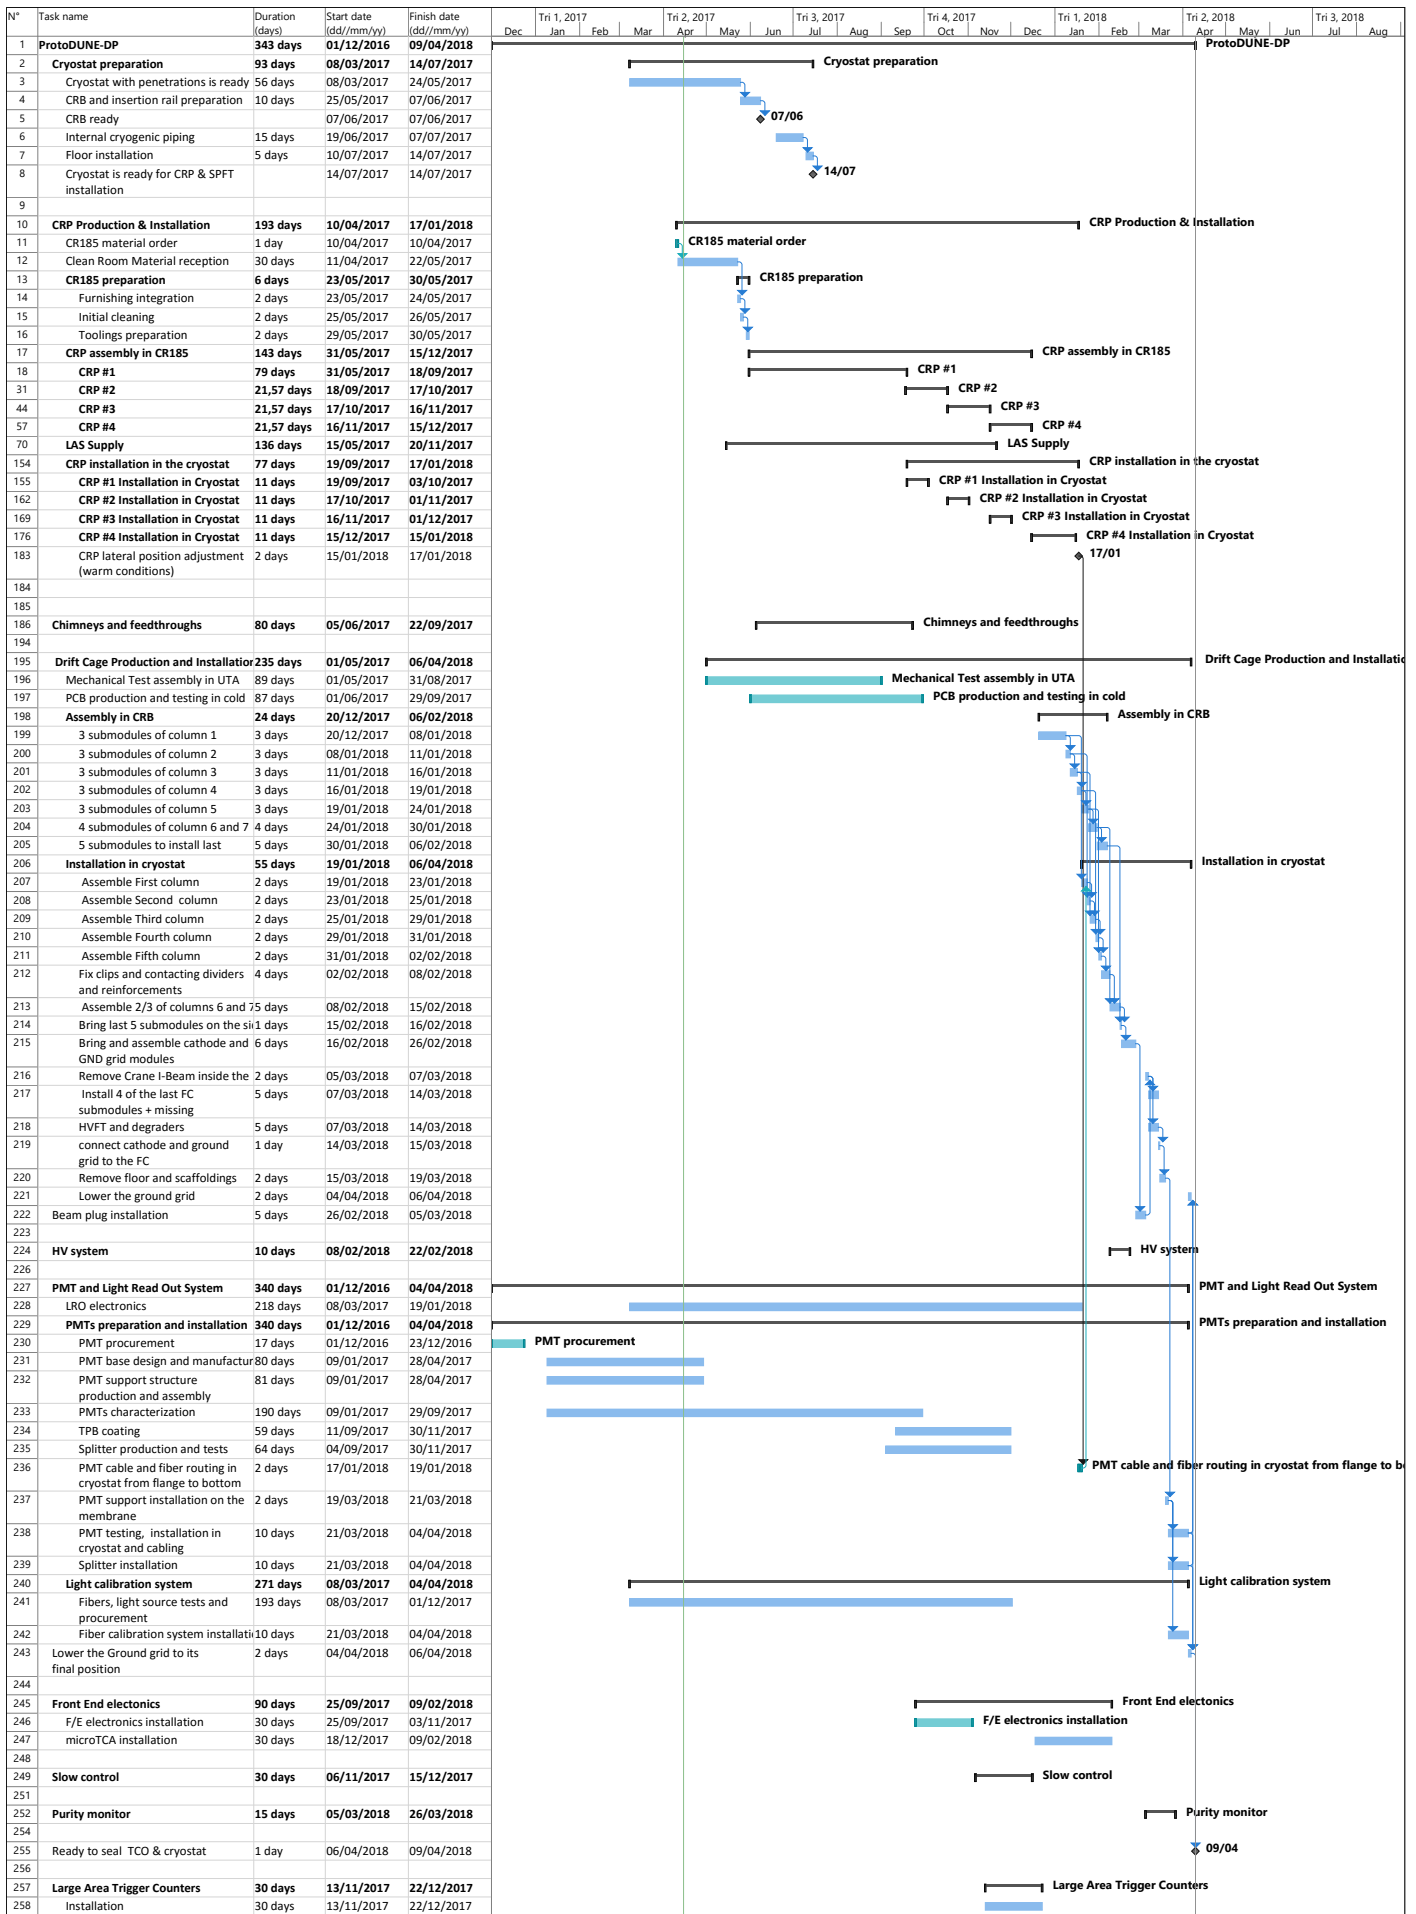 N° Task name Duration (days) Start date (dd//mm/yy) Finish date (dd//mm/yy)
Tri 1, 2017 Tri 2, 2017 Tri 3, 2017 Tri 4, 2017 Tri 1, 2018 Tri 2, 2018 Tri 3, 2018
Dec Jan Feb Mar Apr May Jun Jul Aug Sep Oct Nov Dec Jan Feb Mar Apr May Jun Jul Aug
1 ProtoDUNE-DP 343 days 01/12/2016 09/04/2018 ProtoDUNE-DP
2 Cryostat preparation 93 days 08/03/2017 14/07/2017 Cryostat preparation
3 Cryostat with penetrations is ready 56 days 08/03/2017 24/05/2017
4 CRB and insertion rail preparation 10 days 25/05/2017 07/06/2017
5 CRB ready 07/06/2017 07/06/2017 07/06
6 Internal cryogenic piping 15 days 19/06/2017 07/07/2017
7 Floor installation 5 days 10/07/2017 14/07/2017
8 Cryostat is ready for CRP & SPFT 14/07/2017 14/07/2017 14/07
installation
9
10 CRP Production & Installation 193 days 10/04/2017 17/01/2018 CRP Production & Installation
11 CR185 material order 1 day 10/04/2017 10/04/2017 CR185 material order
12 Clean Room Material reception 30 days 11/04/2017 22/05/2017
13 CR185 preparation 6 days 23/05/2017 30/05/2017 CR185 preparation
14 Furnishing integration 2 days 23/05/2017 24/05/2017
15 Initial cleaning 2 days 25/05/2017 26/05/2017
16 Toolings preparation 2 days 29/05/2017 30/05/2017
17 CRP assembly in CR185 143 days 31/05/2017 15/12/2017 CRP assembly in CR185
18 CRP #1 79 days 31/05/2017 18/09/2017 CRP #1
31 CRP #2 21,57 days 18/09/2017 17/10/2017 CRP #2
44 CRP #3 21,57 days 17/10/2017 16/11/2017 CRP #3
57 CRP #4 21,57 days 16/11/2017 15/12/2017 CRP #4
70 LAS Supply 136 days 15/05/2017 20/11/2017 LAS Supply
154 CRP installation in the cryostat 77 days 19/09/2017 17/01/2018 CRP installation in the cryostat
155 CRP #1 Installation in Cryostat 11 days 19/09/2017 03/10/2017 CRP #1 Installation in Cryostat
162 CRP #2 Installation in Cryostat 11 days 17/10/2017 01/11/2017 CRP #2 Installation in Cryostat
169 CRP #3 Installation in Cryostat 11 days 16/11/2017 01/12/2017 CRP #3 Installation in Cryostat
176 CRP #4 Installation in Cryostat 11 days 15/12/2017 15/01/2018 CRP #4 Installation in Cryostat
183 CRP lateral position adjustment 2 days 15/01/2018 17/01/2018 17/01
(warm conditions)
184
185
186 Chimneys and feedthroughs 80 days 05/06/2017 22/09/2017 Chimneys and feedthroughs
194
195 Drift Cage Production and Installation 235 days 01/05/2017 06/04/2018 Drift Cage Production and Installatio
196 Mechanical Test assembly in UTA 89 days 01/05/2017 31/08/2017 Mechanical Test assembly in UTA
197 PCB production and testing in cold 87 days 01/06/2017 29/09/2017 PCB production and testing in cold
198 Assembly in CRB 24 days 20/12/2017 06/02/2018 Assembly in CRB
199 3 submodules of column 1 3 days 20/12/2017 08/01/2018
200 3 submodules of column 2 3 days 08/01/2018 11/01/2018
201 3 submodules of column 3 3 days 11/01/2018 16/01/2018
202 3 submodules of column 4 3 days 16/01/2018 19/01/2018
203 3 submodules of column 5 3 days 19/01/2018 24/01/2018
204 4 submodules of column 6 and 7 4 days 24/01/2018 30/01/2018
205 5 submodules to install last 5 days 30/01/2018 06/02/2018
206 Installation in cryostat 55 days 19/01/2018 06/04/2018 Installation in cryostat
207 Assemble First column 2 days 19/01/2018 23/01/2018
208 Assemble Second column 2 days 23/01/2018 25/01/2018
209 Assemble Third column 2 days 25/01/2018 29/01/2018
210 Assemble Fourth column 2 days 29/01/2018 31/01/2018
211 Assemble Fifth column 2 days 31/01/2018 02/02/2018
212 Fix clips and contacting dividers 4 days 02/02/2018 08/02/2018
and reinforcements
213 Assemble 2/3 of columns 6 and 7 5 days 08/02/2018 15/02/2018
214 Bring last 5 submodules on the si 1 days 15/02/2018 16/02/2018
215 Bring and assemble cathode and 6 days 16/02/2018 26/02/2018
GND grid modules
216 Remove Crane I-Beam inside the 2 days 05/03/2018 07/03/2018
217 Install 4 of the last FC 5 days 07/03/2018 14/03/2018
submodules + missing
218 HVFT and degraders 5 days 07/03/2018 14/03/2018
219 connect cathode and ground 1 day 14/03/2018 15/03/2018
grid to the FC
220 Remove floor and scaffoldings 2 days 15/03/2018 19/03/2018
221 Lower the ground grid 2 days 04/04/2018 06/04/2018
222 Beam plug installation 5 days 26/02/2018 05/03/2018
223
224 HV system 10 days 08/02/2018 22/02/2018 HV system
226
227 PMT and Light Read Out System 340 days 01/12/2016 04/04/2018 PMT and Light Read Out System
228 LRO electronics 218 days 08/03/2017 19/01/2018
229 PMTs preparation and installation 340 days 01/12/2016 04/04/2018 PMTs preparation and installation
230 PMT procurement 17 days 01/12/2016 23/12/2016 PMT procurement
231 PMT base design and manufactur 80 days 09/01/2017 28/04/2017
232 PMT support structure 81 days 09/01/2017 28/04/2017
production and assembly
233 PMTs characterization 190 days 09/01/2017 29/09/2017
234 TPB coating 59 days 11/09/2017 30/11/2017
235 Splitter production and tests 64 days 04/09/2017 30/11/2017
236 PMT cable and fiber routing in 2 days 17/01/2018 19/01/2018 PMT cable and fiber routing in cryostat from flange to bo
cryostat from flange to bottom
237 PMT support installation on the 2 days 19/03/2018 21/03/2018
membrane
238 PMT testing, installation in 10 days 21/03/2018 04/04/2018
cryostat and cabling
239 Splitter installation 10 days 21/03/2018 04/04/2018
240 Light calibration system 271 days 08/03/2017 04/04/2018 Light calibration system
241 Fibers, light source tests and 193 days 08/03/2017 01/12/2017
procurement
242 Fiber calibration system installati 10 days 21/03/2018 04/04/2018
243 Lower the Ground grid to its 2 days 04/04/2018 06/04/2018
final position
244
245 Front End electonics 90 days 25/09/2017 09/02/2018 Front End electonics
246 F/E electronics installation 30 days 25/09/2017 03/11/2017 F/E electronics installation
247 microTCA installation 30 days 18/12/2017 09/02/2018
248
249 Slow control 30 days 06/11/2017 15/12/2017 Slow control
251
252 Purity monitor 15 days 05/03/2018 26/03/2018 Purity monitor
254
255 Ready to seal TCO & cryostat 1 day 06/04/2018 09/04/2018 09/04
256
257 Large Area Trigger Counters 30 days 13/11/2017 22/12/2017 Large Area Trigger Counters
258 Installation 30 days 13/11/2017 22/12/2017